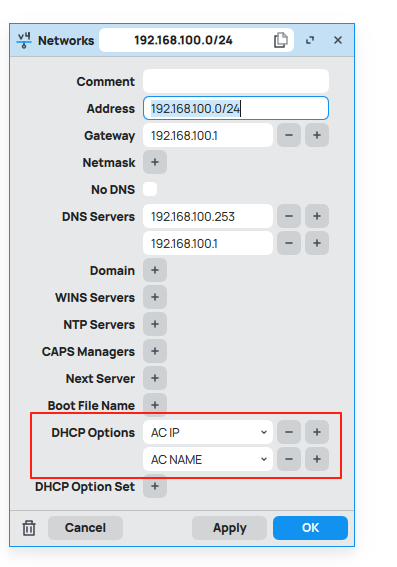 v4 Networks 192.168.100.0/24
Comment
Address 192.168.100.0/24
Gateway 192.168.100.1
Netmask
No DNS
DNS Servers 192.168.100.253
192.168.100.1
Domain
WINS Servers
NTP Servers
CAPS Managers
Next Server
Boot File Name
DHCP Options AC IP
AC NAME
DHCP Option Set
Cancel Apply OK